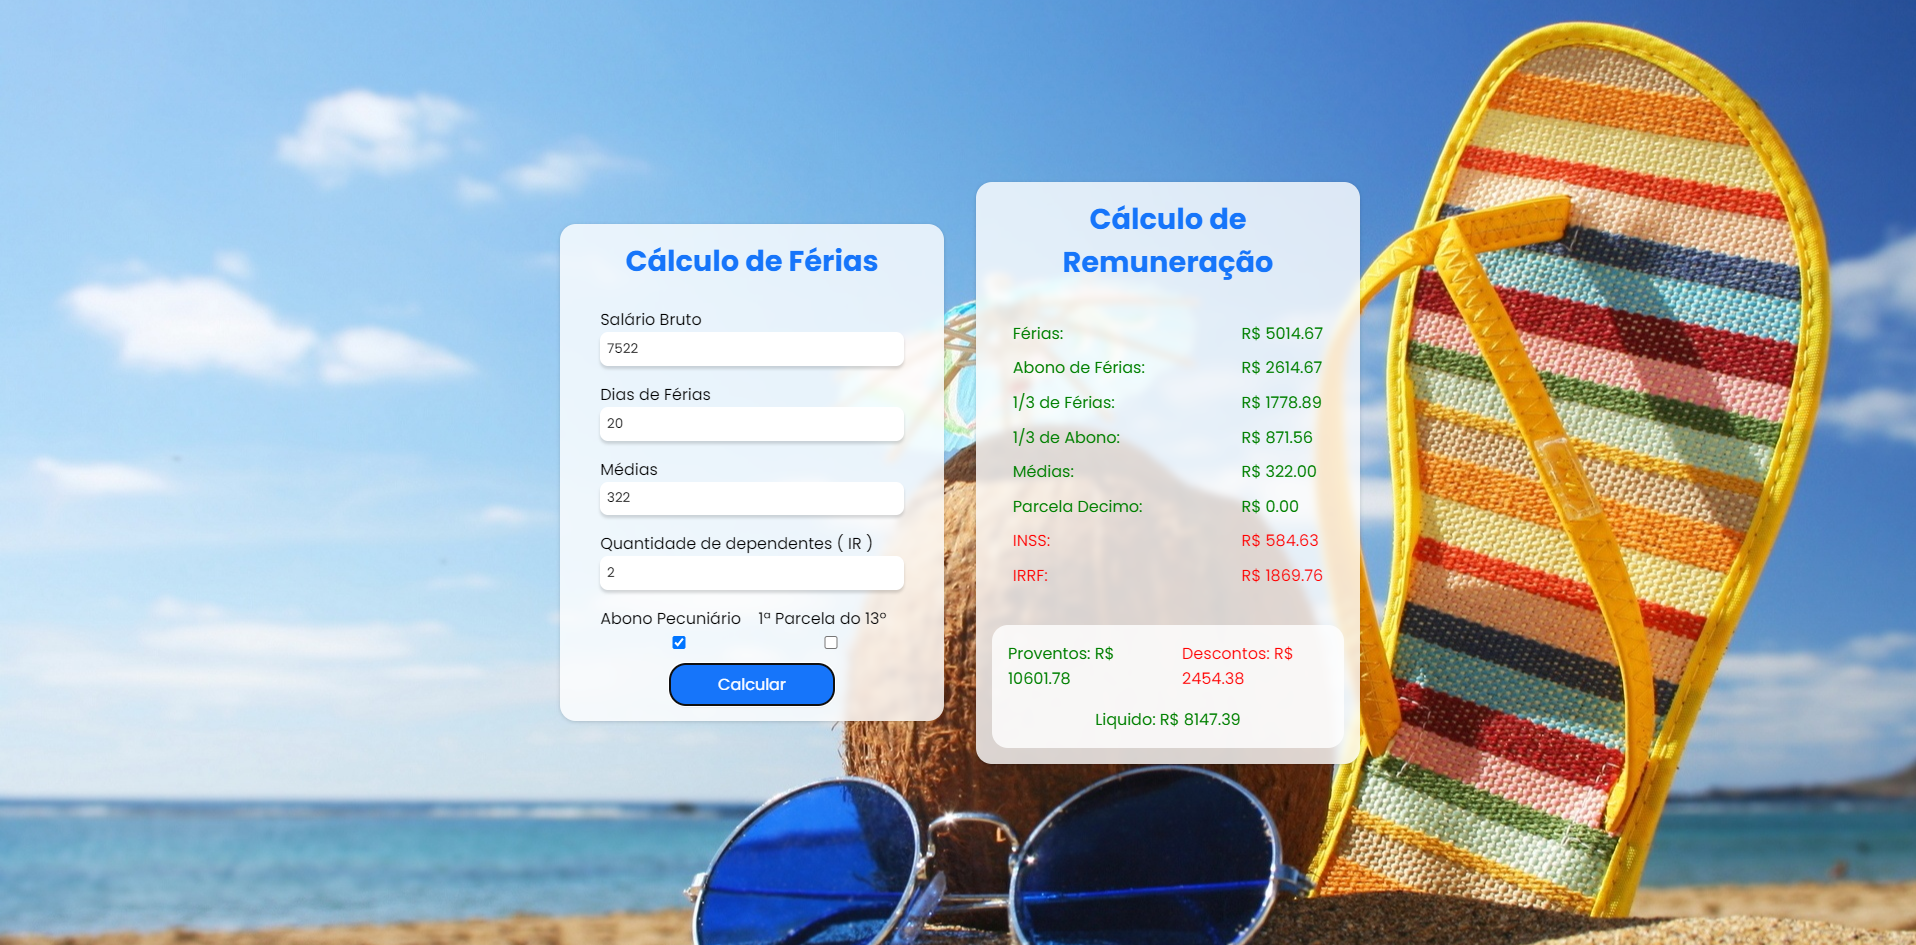 Cálculo de Férias
Salário Bruto
7522
Dias de Férias
20
Médias
322
Quantidade de dependentes ( IR )
2
Abono Pecuniário 1ª Parcela do 13º
Calcular
Cálculo de
Remuneração
Férias: R$ 5014.67
Abono de Férias: R$ 2614.67
1/3 de Férias: R$ 1778.89
1/3 de Abono: R$ 871.56
Médias: R$ 322.00
Parcela Decimo: R$ 0.00
INSS: R$ 584.63
IRRF: R$ 1869.76
Proventos: R$ Descontos: R$
10601.78 2454.38
Liquido: R$ 8147.39